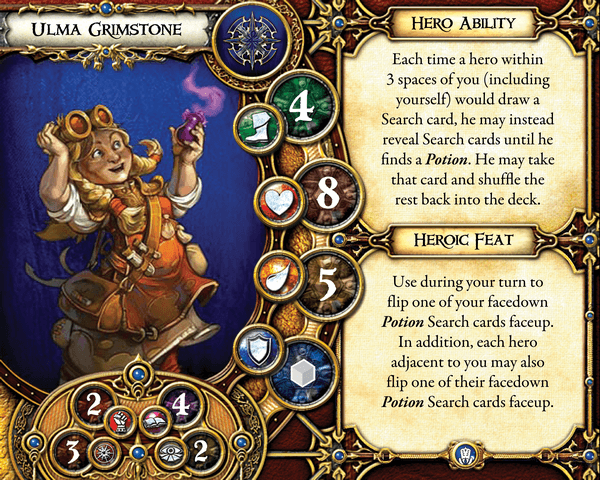 Ulma Grimstone
4
8
5
2
4
3
2
Hero Ability
Each time a hero within
3 spaces of you (including
yourself) would draw a
Search card, he may instead
reveal Search cards until he
finds a Potion. He may take
that card and shuffle the
rest back into the deck.
Heroic Feat
Use during your turn to
flip one of your facedown
Potion Search cards faceup.
In addition, each hero
adjacent to you may also
flip one of their facedown
Potion Search cards faceup.